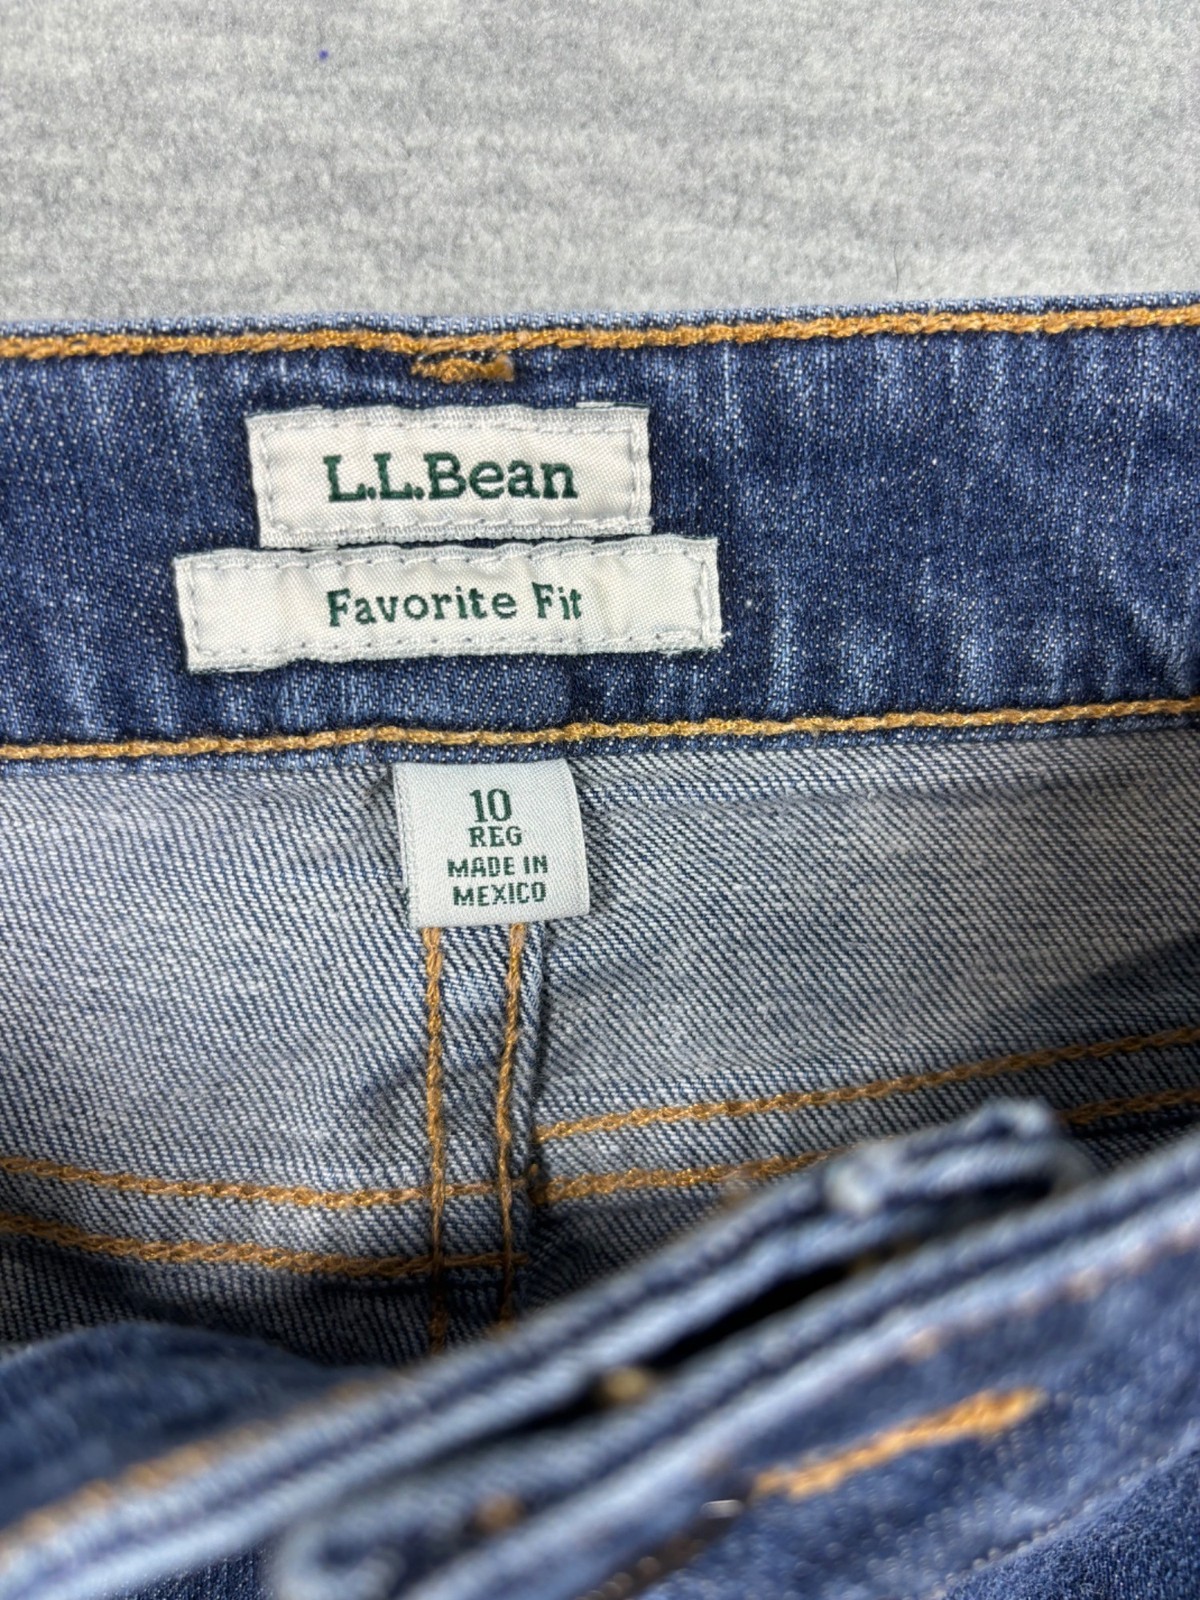 L.L.Bean
Favorite Fit
10
REG
MADE IN
MEXICO